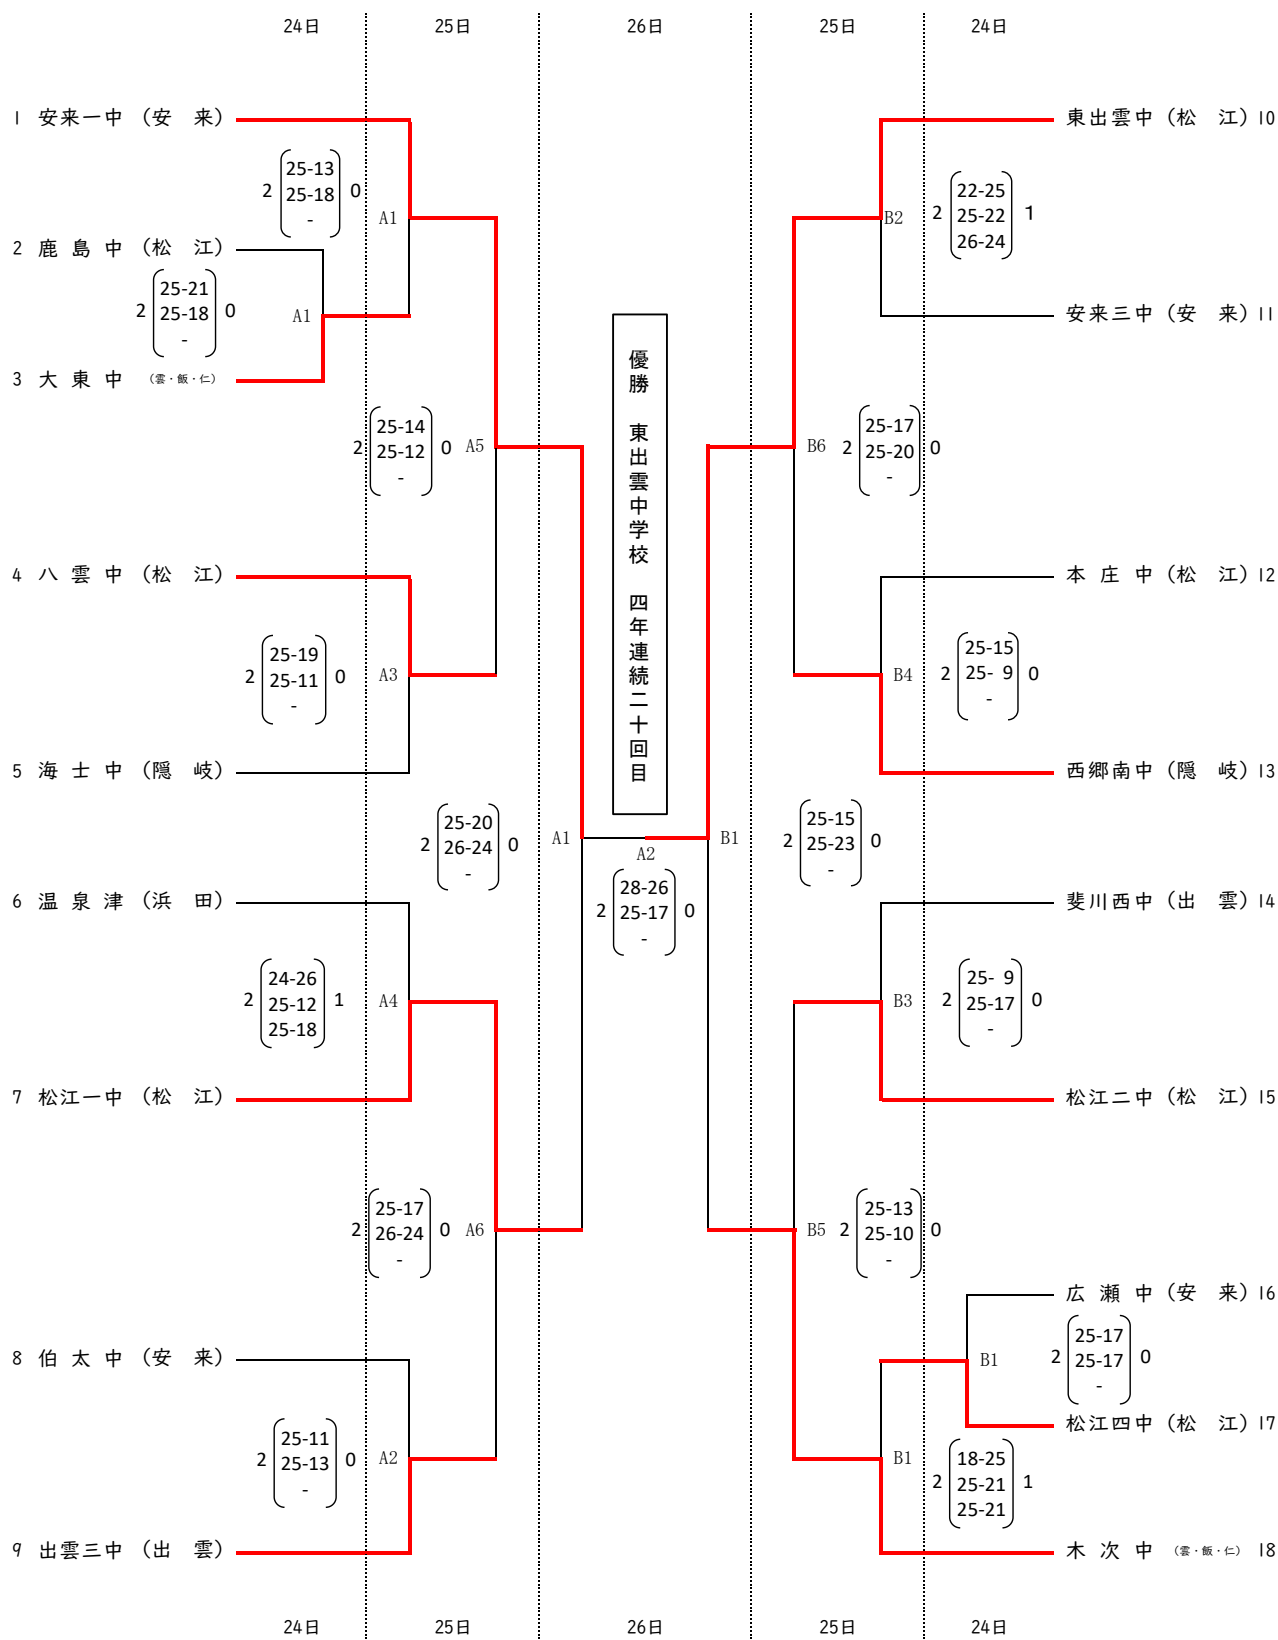 24日 25日 26日 25日 24日
1 安来一中 (安 来)
東出雲中 (松 江) 10
25-13
2 25-18 0
-
A1
B2
22-25
2 25-22 1
26-24
2 鹿島中 (松 江)
25-21
2 25-18 0
-
A1
安来三中 (安 来) 11
3 大東中 (雲・飯・仁)
優勝 東出雲中学校 四年連続二十回目
25-14
2 25-12 0
-
A5
B6
25-17
2 25-20 0
-
4 八雲中 (松 江)
本庄中 (松 江) 12
25-19
2 25-11 0
-
A3
B4
25-15
2 25- 9 0
-
5 海士中 (隠 岐)
西郷南中 (隠 岐) 13
25-20
2 26-24 0
-
A1
A2
28-26
2 25-17 0
-
B1
25-15
2 25-23 0
-
6 温泉津 (浜 田)
斐川西中 (出 雲) 14
24-26
2 25-12 1
25-18
A4
B3
25- 9
2 25-17 0
-
7 松江一中 (松 江)
松江二中 (松 江) 15
25-17
2 26-24 0
-
A6
B5
25-13
2 25-10 0
-
広瀬中 (安 来) 16
8 伯太中 (安 来)
B1
25-17
2 25-17 0
-
松江四中 (松 江) 17
25-11
2 25-13 0
-
A2
B1
18-25
2 25-21 1
25-21
9 出雲三中 (出 雲)
木次中 (雲・飯・仁) 18
24日 25日 26日 25日 24日